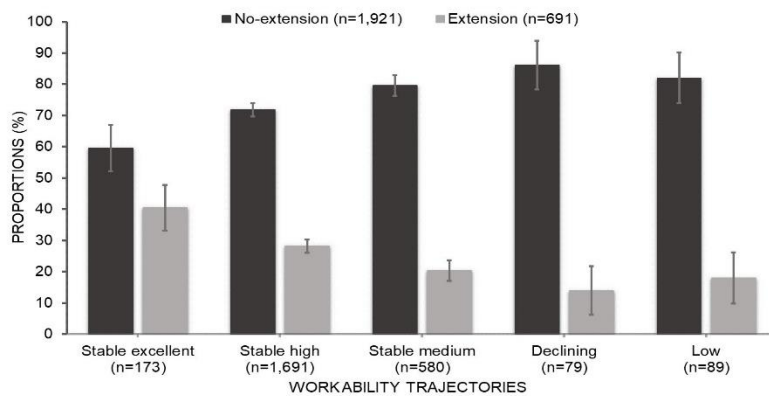 No-extension (n=1,921) Extension (n=691)
PROPORTIONS (%)
100
90
80
70
60
50
40
30
20
10
0
Stable excellent Stable high Stable medium Declining Low
(n=173) (n=1,691) (n=580) (n=79) (n=89)
WORKABILITY TRAJECTORIES